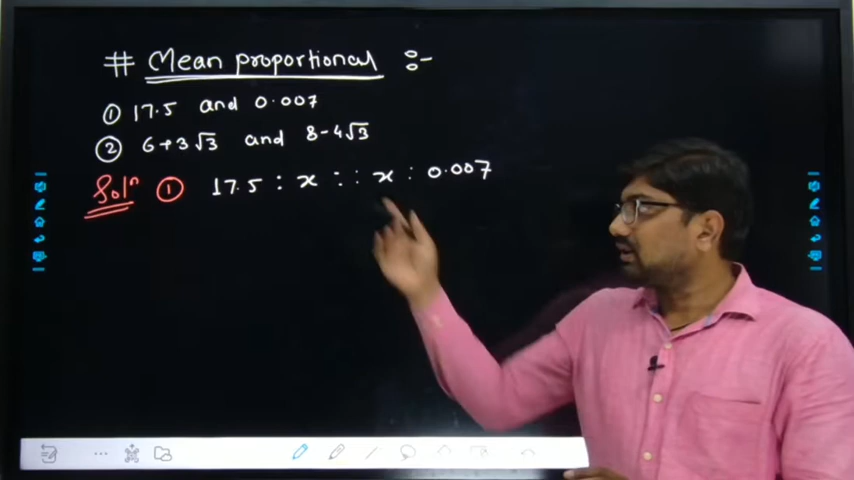 # Mean proportional :-
① 17.5 and 0.007
② 6+3√3 and 8-4√3
Solⁿ ① 17.5 : x :: x : 0.007